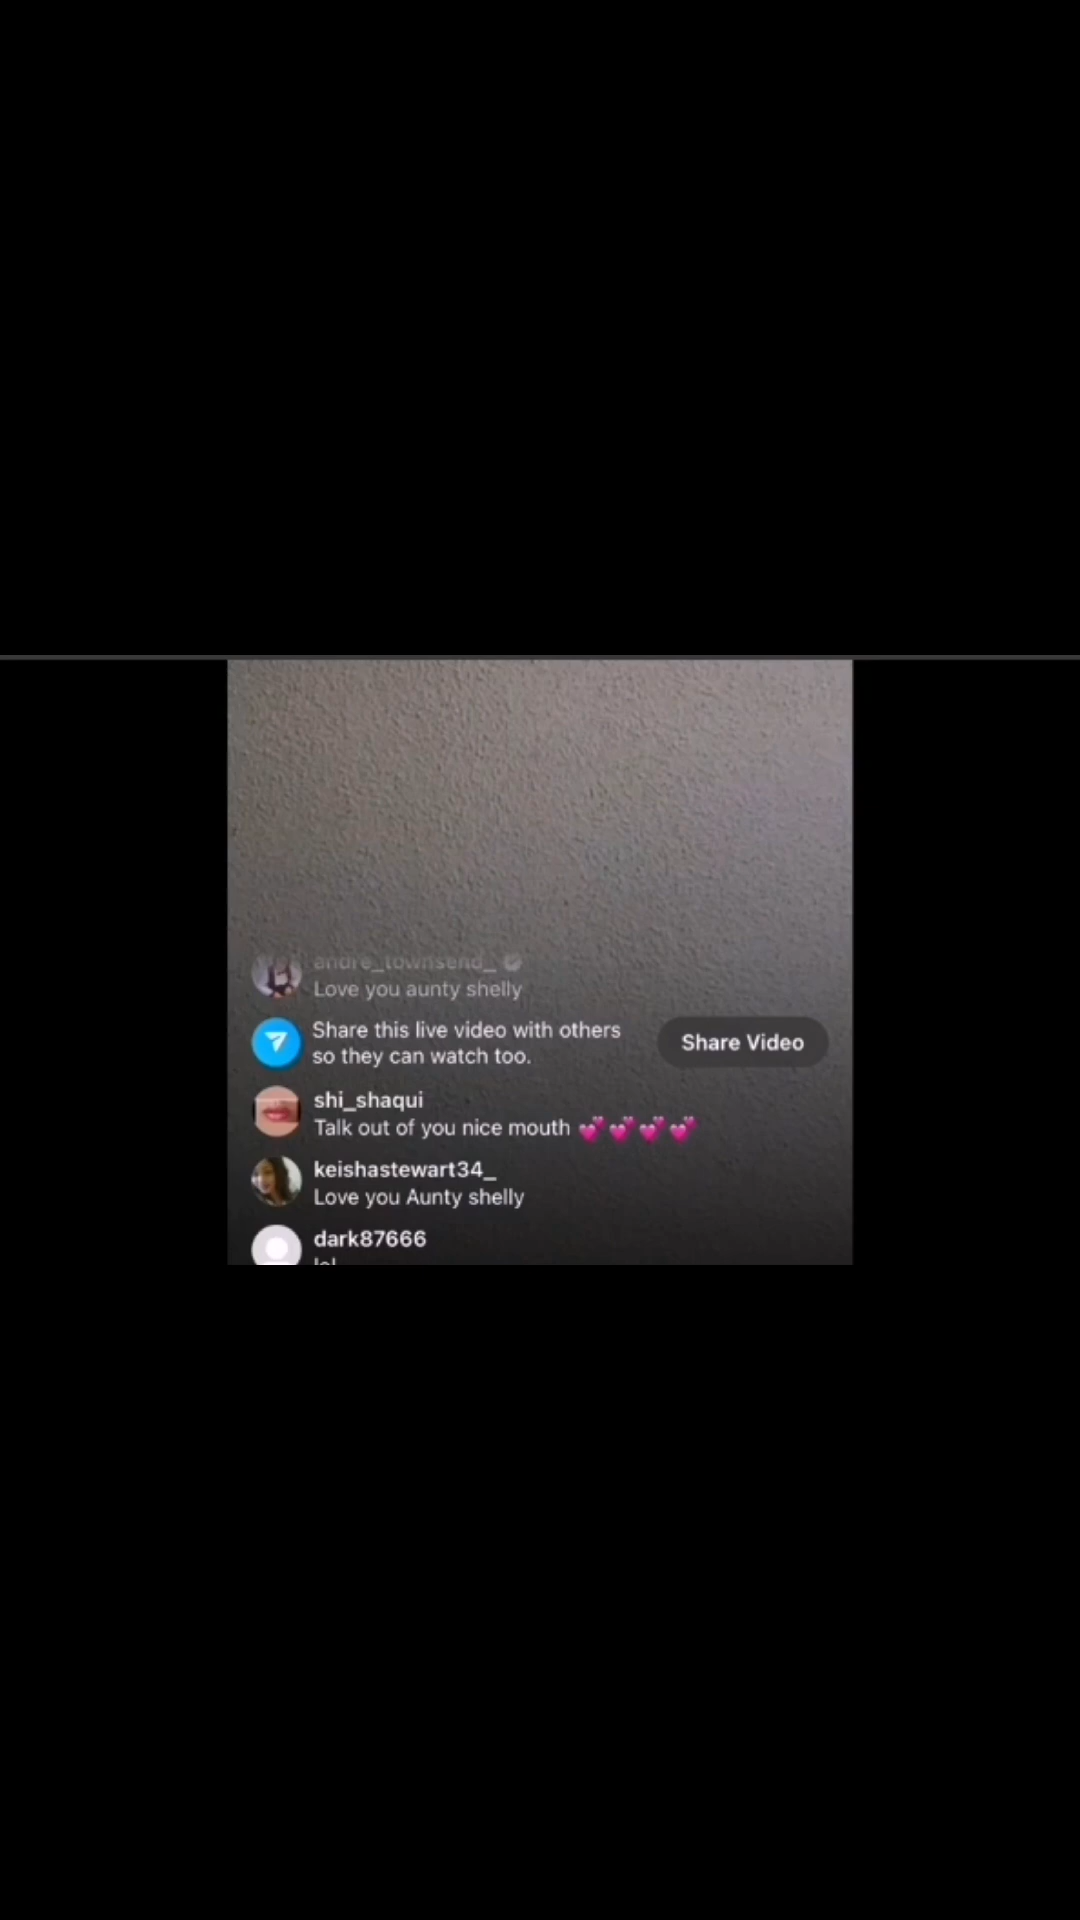 andre_townsend_
Love you aunty shelly
Share this live video with others
so they can watch too.
Share Video
shi_shaqui
Talk out of you nice mouth 💕💕💕💕
keishastewart34_
Love you Aunty shelly
dark87666